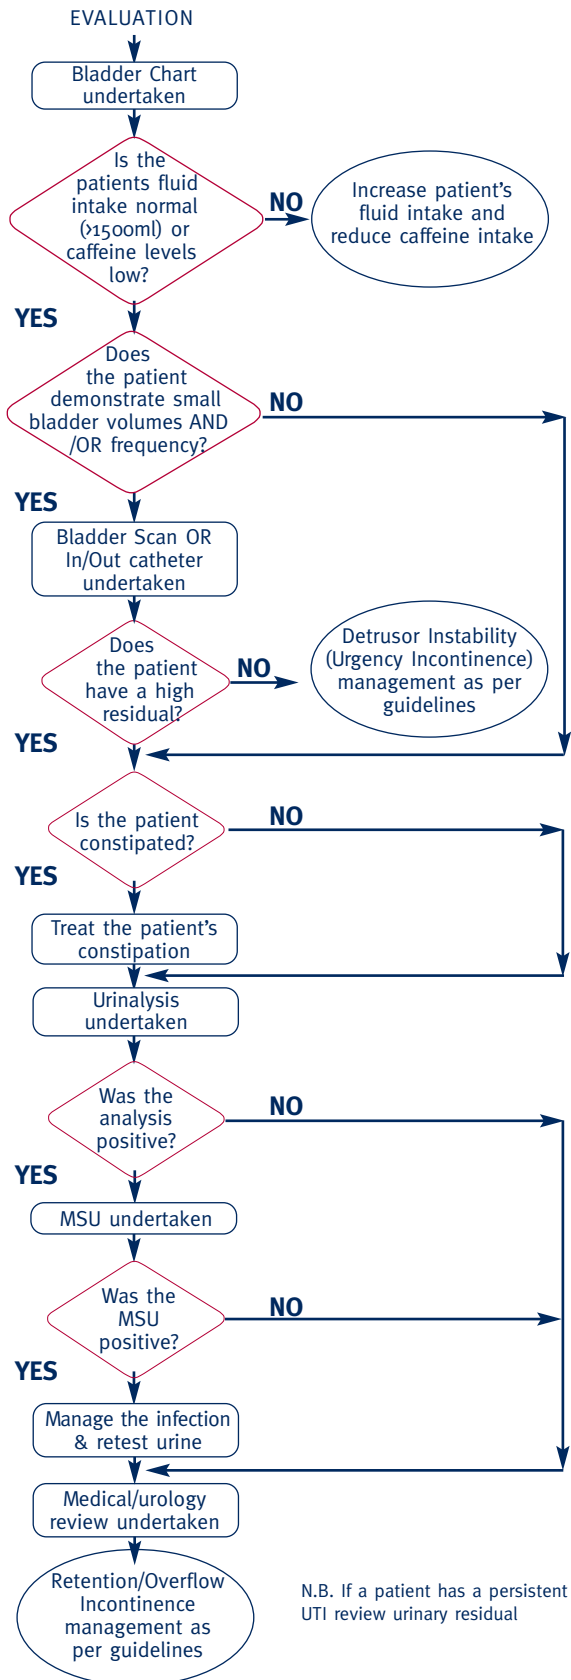 EVALUATION
Bladder Chart
undertaken
Is the
patients fluid
intake normal
(>1500ml) or
caffeine levels
low?
NO
Increase patient's
fluid intake and
reduce caffeine intake
YES
Does
the patient
demonstrate small
bladder volumes AND
/OR frequency?
NO
YES
Bladder Scan OR
In/Out catheter
undertaken
Does
the patient
have a high
residual?
NO
Detrusor Instability
(Urgency Incontinence)
management as per
guidelines
YES
Is the patient
constipated?
NO
YES
Treat the patient's
constipation
Urinalysis
undertaken
Was the
analysis
positive?
NO
YES
MSU undertaken
Was the
MSU
positive?
NO
YES
Manage the infection
& retest urine
Medical/urology
review undertaken
Retention/Overflow
Incontinence
management as
per guidelines
N.B. If a patient has a persistent
UTI review urinary residual